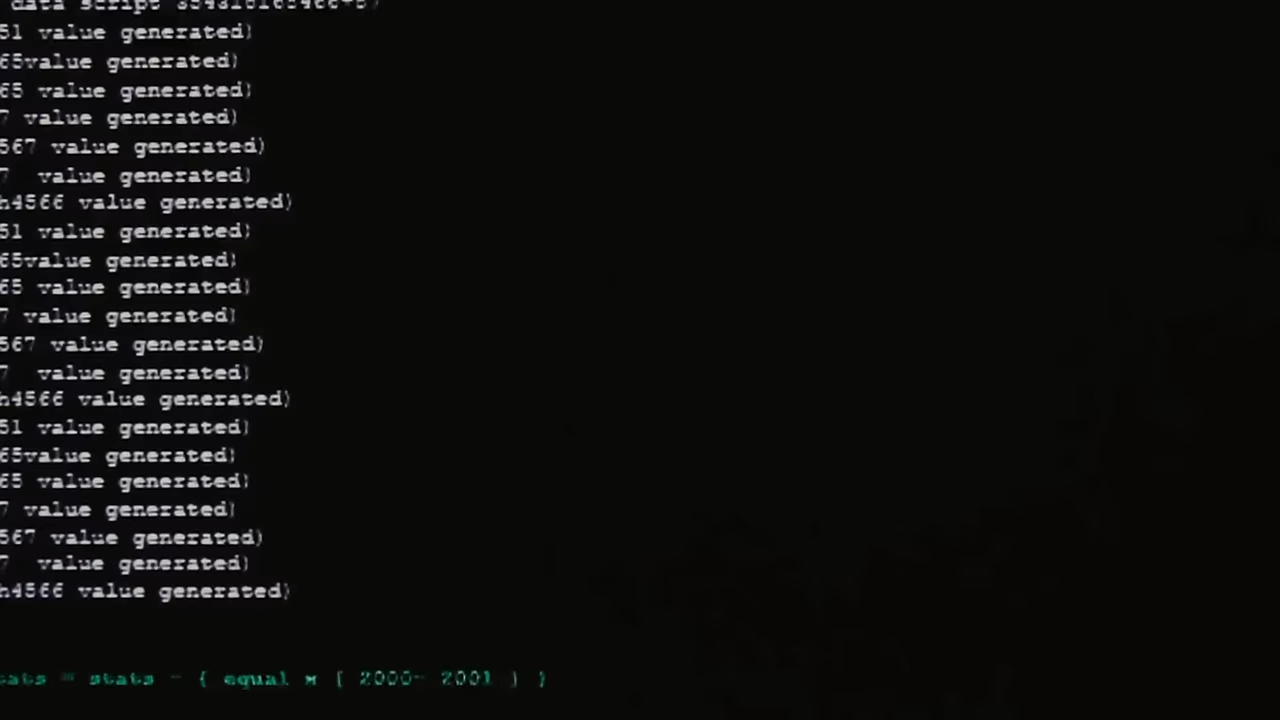 data script
51 value generated)
65value generated)
65 value generated)
7 value generated)
567 value generated)
7  value generated)
h4566 value generated)
51 value generated)
65value generated)
65 value generated)
7 value generated)
567 value generated)
7  value generated)
h4566 value generated)
51 value generated)
65value generated)
65 value generated)
7 value generated)
567 value generated)
7  value generated)
h4566 value generated)
= stats - { equal × [ 2000- 2001 ] }